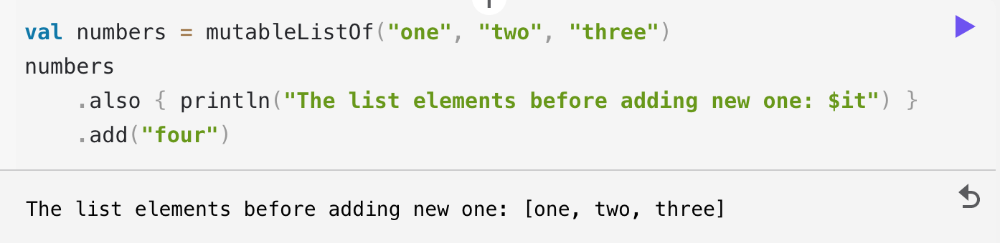 val numbers = mutableListOf("one", "two", "three")
numbers
    .also { println("The list elements before adding new one: $it") }
    .add("four")
The list elements before adding new one: [one, two, three]